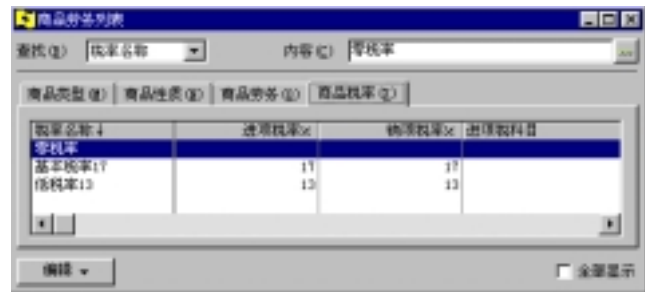 商品劳务列表
查找(Q) 税率名称 内容(C) 零税率
商品类型(M) 商品性质(P) 商品劳务(G) 商品税率(T)
税率名称↓ 进项税率% 销项税率% 进项税科目
零税率
基本税率17 17 17
低税率13 13 13
编辑 全部显示